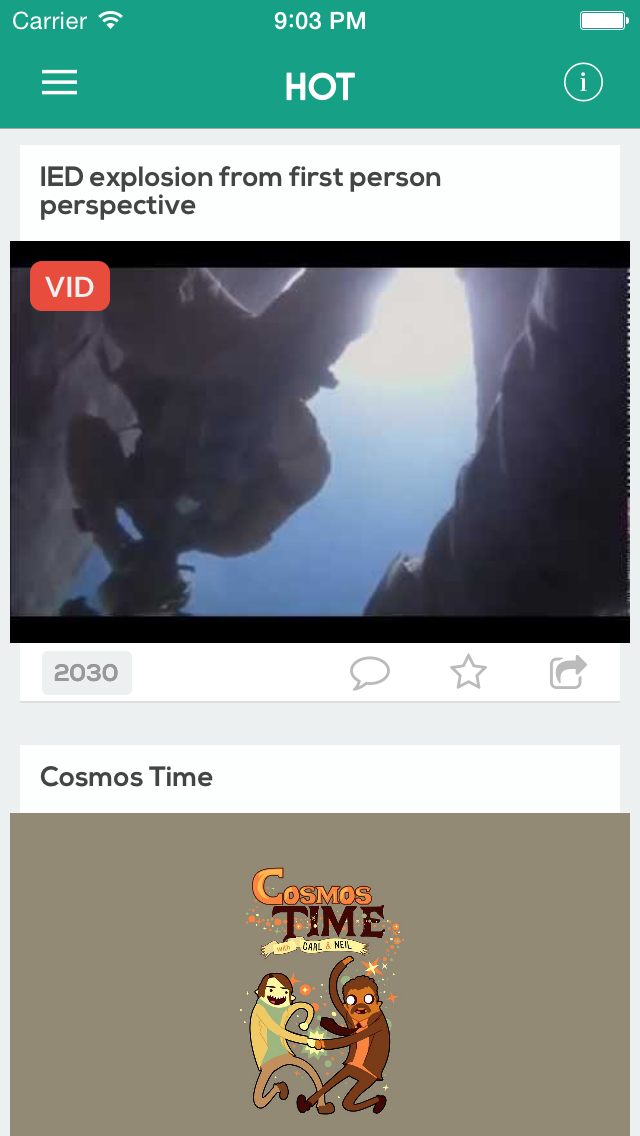 Carrier 9:03 PM
HOT
i
IED explosion from first person
perspective
VID
2030
Cosmos Time
COSMOS
TIME
WITH CARL & NEIL